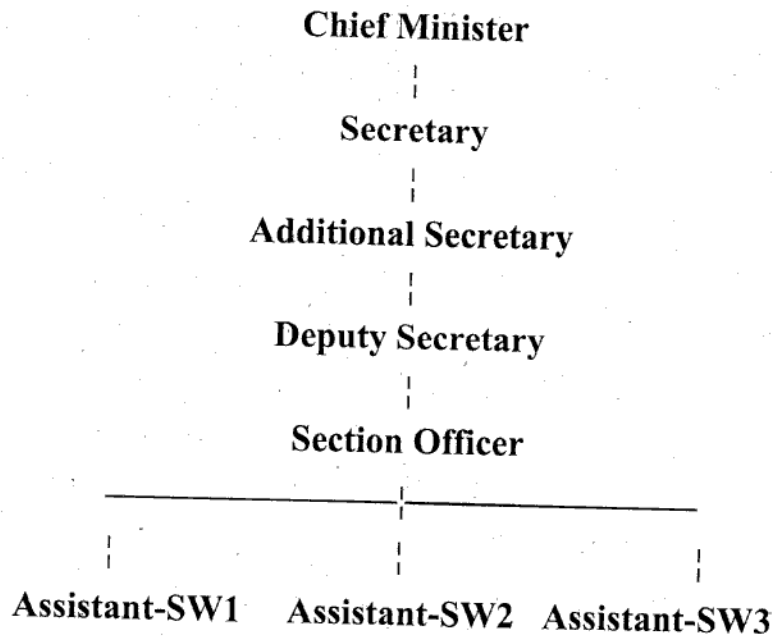 Chief Minister
Secretary
Additional Secretary
Deputy Secretary
Section Officer
Assistant-SW1 Assistant-SW2 Assistant-SW3